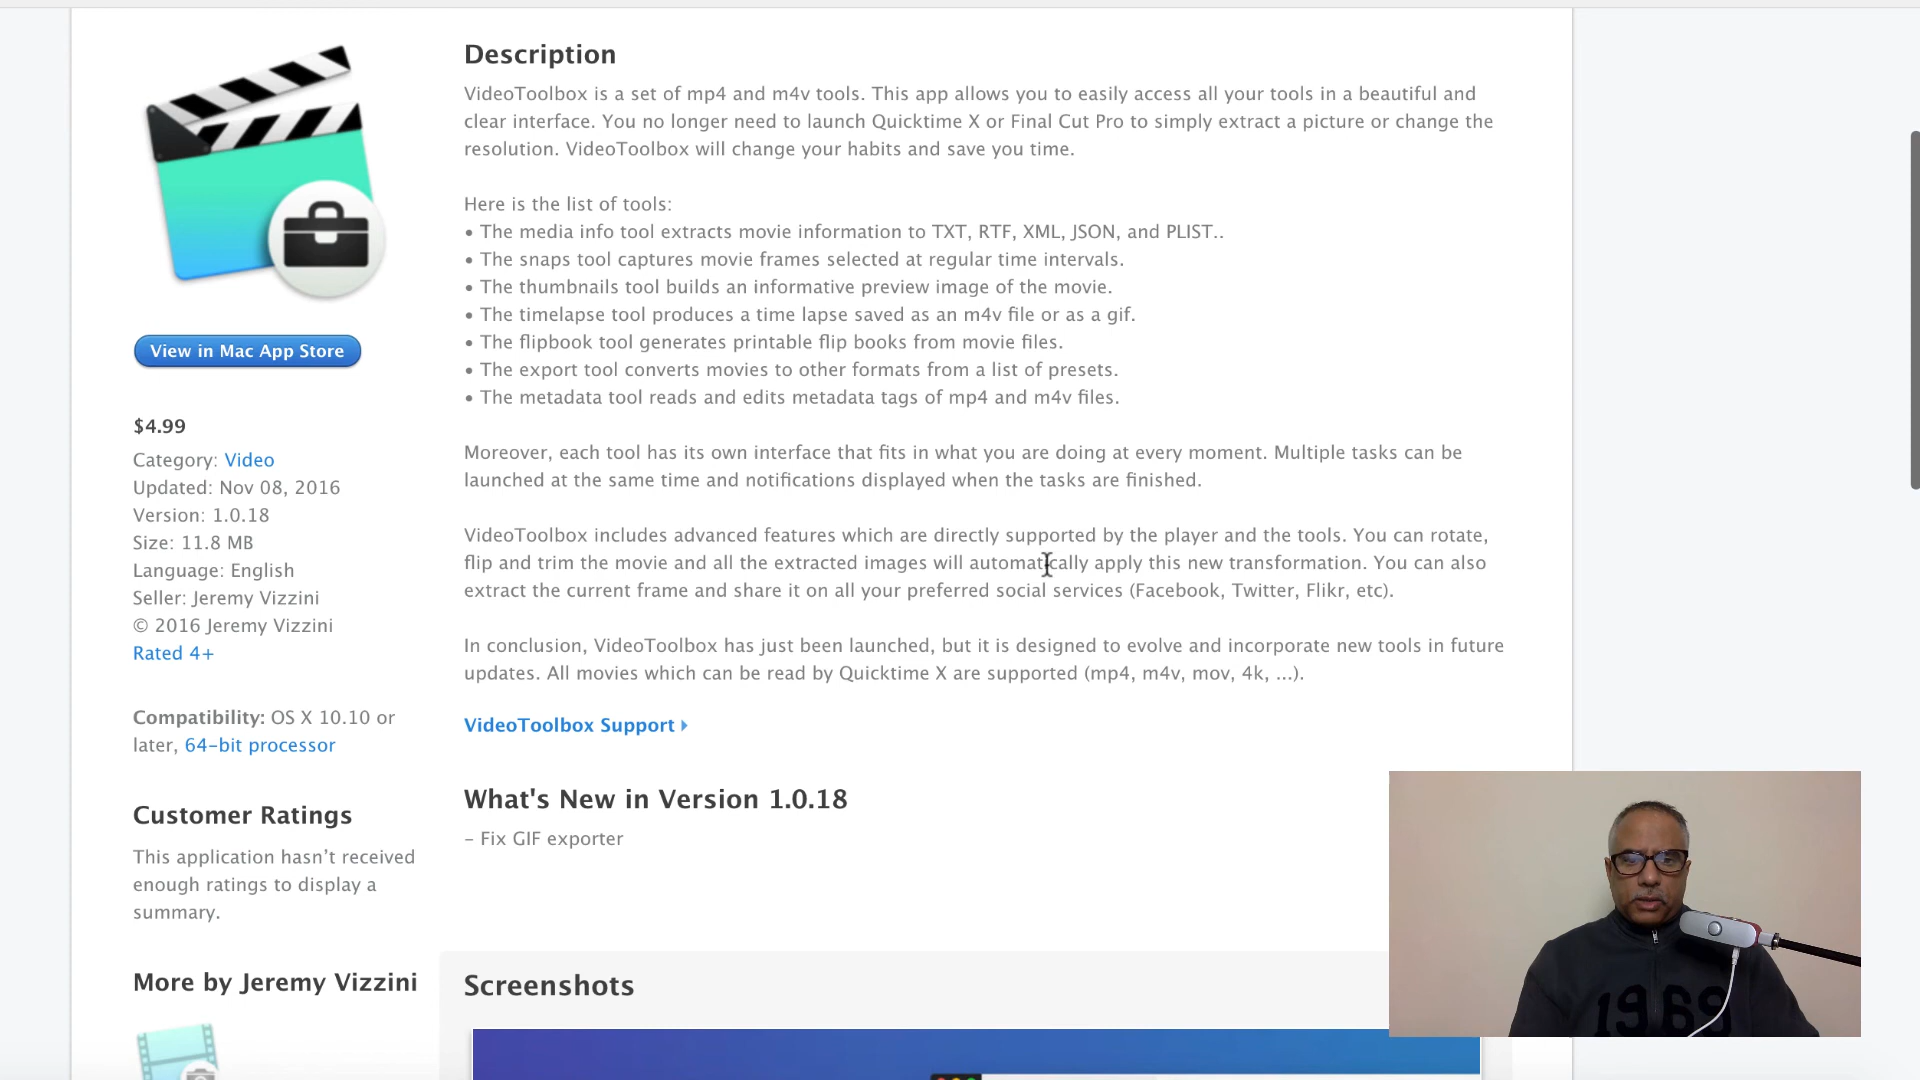 Description
VideoToolbox is a set of mp4 and m4v tools. This app allows you to easily access all your tools in a beautiful and
clear interface. You no longer need to launch Quicktime X or Final Cut Pro to simply extract a picture or change the
resolution. VideoToolbox will change your habits and save you time.
Here is the list of tools:
• The media info tool extracts movie information to TXT, RTF, XML, JSON, and PLIST..
• The snaps tool captures movie frames selected at regular time intervals.
• The thumbnails tool builds an informative preview image of the movie.
• The timelapse tool produces a time lapse saved as an m4v file or as a gif.
• The flipbook tool generates printable flip books from movie files.
• The export tool converts movies to other formats from a list of presets.
• The metadata tool reads and edits metadata tags of mp4 and m4v files.
Moreover, each tool has its own interface that fits in what you are doing at every moment. Multiple tasks can be
launched at the same time and notifications displayed when the tasks are finished.
VideoToolbox includes advanced features which are directly supported by the player and the tools. You can rotate,
flip and trim the movie and all the extracted images will automatically apply this new transformation. You can also
extract the current frame and share it on all your preferred social services (Facebook, Twitter, Flikr, etc).
In conclusion, VideoToolbox has just been launched, but it is designed to evolve and incorporate new tools in future
updates. All movies which can be read by Quicktime X are supported (mp4, m4v, mov, 4k, ...).
VideoToolbox Support
What's New in Version 1.0.18
– Fix GIF exporter
Screenshots
View in Mac App Store
$4.99
Category: Video
Updated: Nov 08, 2016
Version: 1.0.18
Size: 11.8 MB
Language: English
Seller: Jeremy Vizzini
© 2016 Jeremy Vizzini
Rated 4+
Compatibility: OS X 10.10 or
later, 64-bit processor
Customer Ratings
This application hasn’t received
enough ratings to display a
summary.
More by Jeremy Vizzini
1969